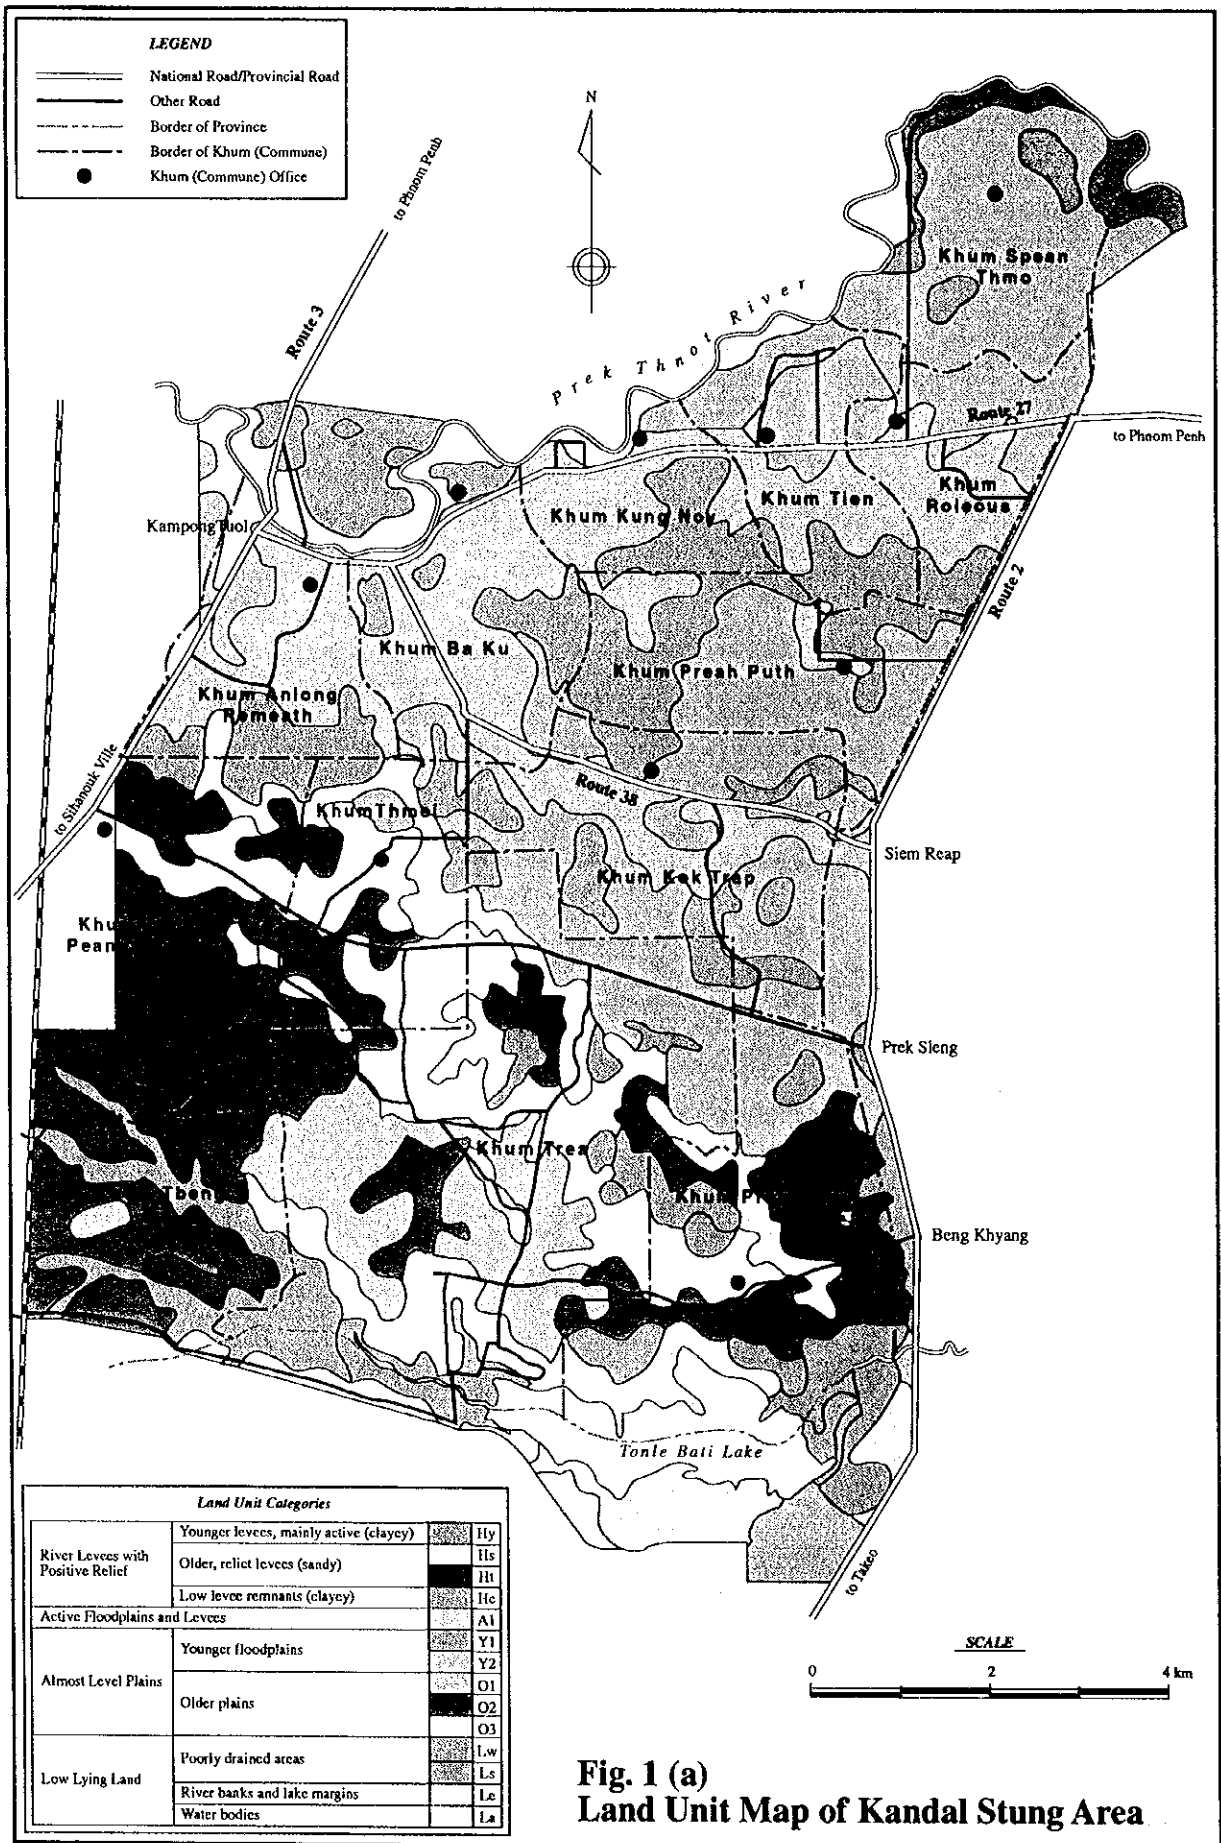 LEGEND
National Road/Provincial Road
Other Road
Border of Province
Border of Khum (Commune)
Khum (Commune) Office
to Phnom Penh
N
Route 3
Prek Thnot River
Khum Spean
Thmo
Route 27
to Phnom Penh
Khum
Roleous
Khum Tien
Khum Kung Noy
Kampong Tuol
Route 2
Khum Ba Ku
Khum Preah Puth
Khum Anlong
Romeath
to Sihanouk Ville
Route 38
Khum Thmei
Siem Reap
Khum Kok Trap
Khu
Pean
Prek Sleng
Khum Trea
Tbeng
Khum Pr
Beng Khyang
Tonle Bati Lake
to Takeo
Land Unit Categories
River Levees with
Positive Relief
Younger levees, mainly active (clayey) Hy
Older, relict levees (sandy) Hs
Ht
Low levee remnants (clayey) Hc
Active Floodplains and Levees A1
Almost Level Plains
Younger floodplains Y1
Y2
Older plains O1
O2
O3
Low Lying Land
Poorly drained areas Lw
Ls
River banks and lake margins Le
Water bodies La
SCALE
0 2 4 km
Fig. 1 (a)
Land Unit Map of Kandal Stung Area